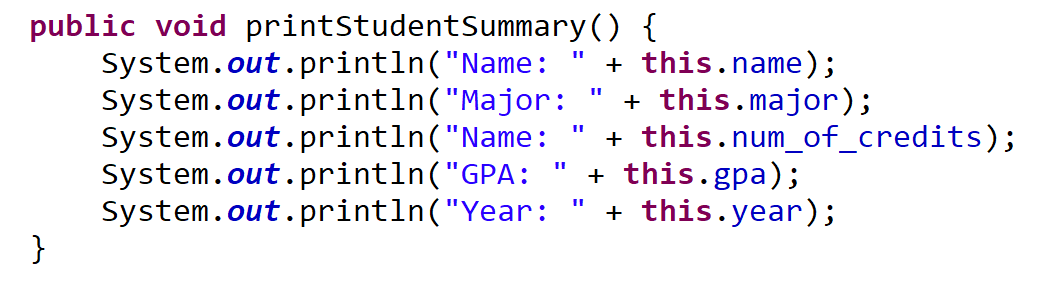 public void printStudentSummary() {
    System.out.println("Name: " + this.name);
    System.out.println("Major: " + this.major);
    System.out.println("Name: " + this.num_of_credits);
    System.out.println("GPA: " + this.gpa);
    System.out.println("Year: " + this.year);
}